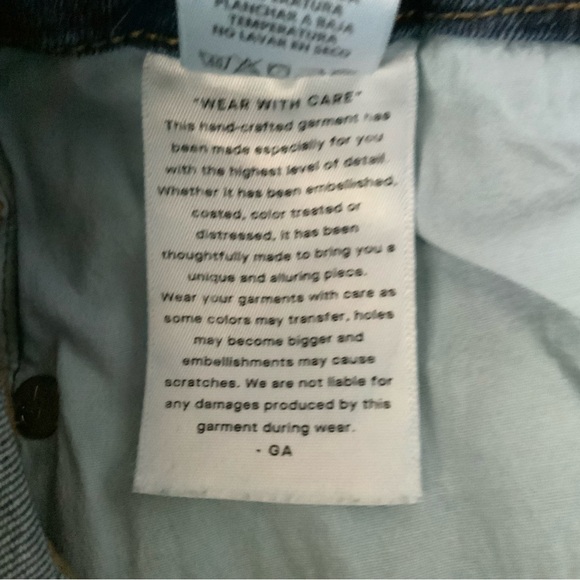 PLANCHAR A BAJA
TEMPERATURA
NO LAVAR EN SECO
"WEAR WITH CARE"
This hand-crafted garment has
been made especially for you
with the highest level of detail.
Whether it has been embellished,
coated, color treated or
distressed, it has been
thoughtfully made to bring you a
unique and alluring piece.
Wear your garments with care as
some colors may transfer, holes
may become bigger and
embellishments may cause
scratches. We are not liable for
any damages produced by this
garment during wear.
- GA